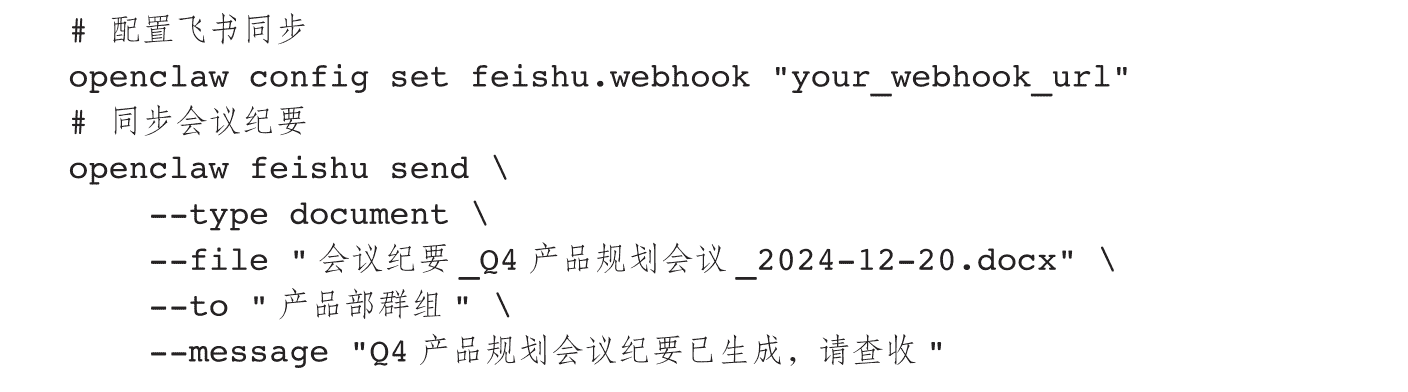 # 配置飞书同步
openclaw config set feishu.webhook "your_webhook_url"
# 同步会议纪要
openclaw feishu send \
    --type document \
    --file "会议纪要_Q4产品规划会议_2024-12-20.docx" \
    --to "产品部群组" \
    --message "Q4产品规划会议纪要已生成，请查收"